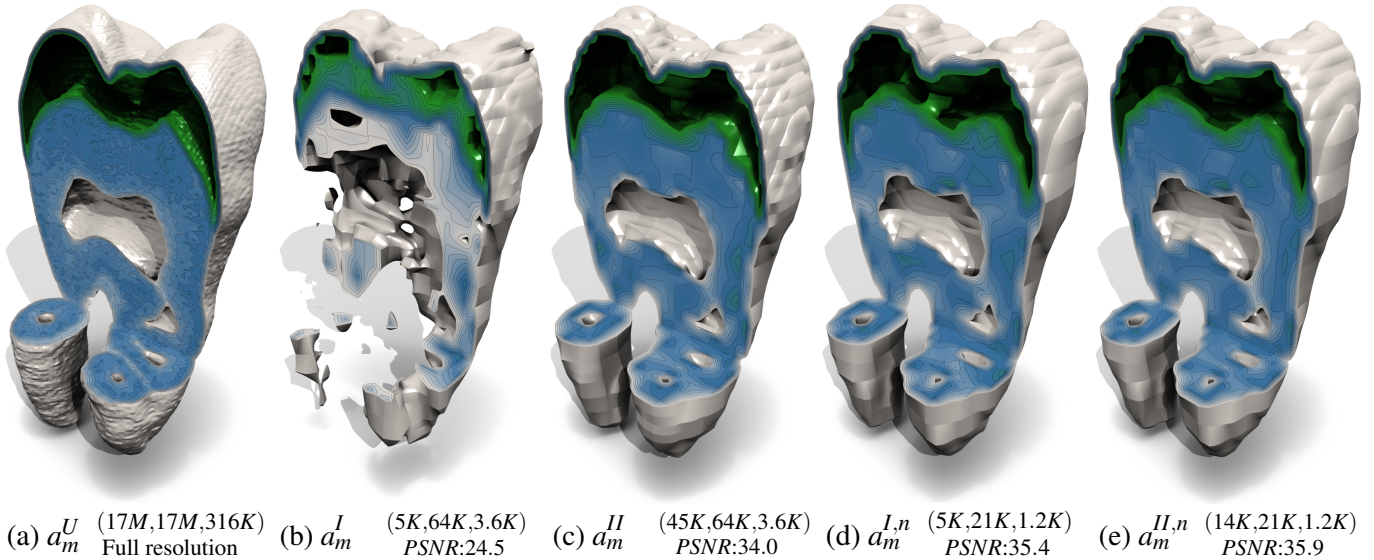 (a) a_m^U (17M,17M,316K) Full resolution
(b) a_m^I (5K,64K,3.6K) PSNR:24.5
(c) a_m^{II} (45K,64K,3.6K) PSNR:34.0
(d) a_m^{I,n} (5K,21K,1.2K) PSNR:35.4
(e) a_m^{II,n} (14K,21K,1.2K) PSNR:35.9